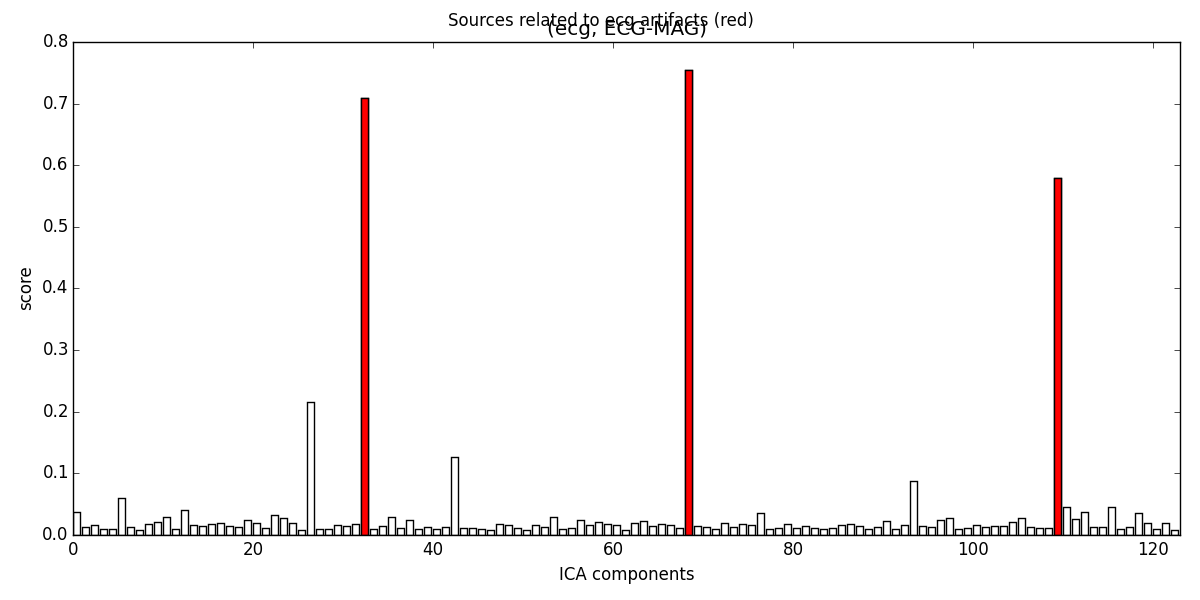 Sources related to ecg artifacts (red)
(ecg, ECG-MAG)
0.8
0.7
0.6
0.5
0.4
0.3
0.2
0.1
0.0
score
0 20 40 60 80 100 120
ICA components